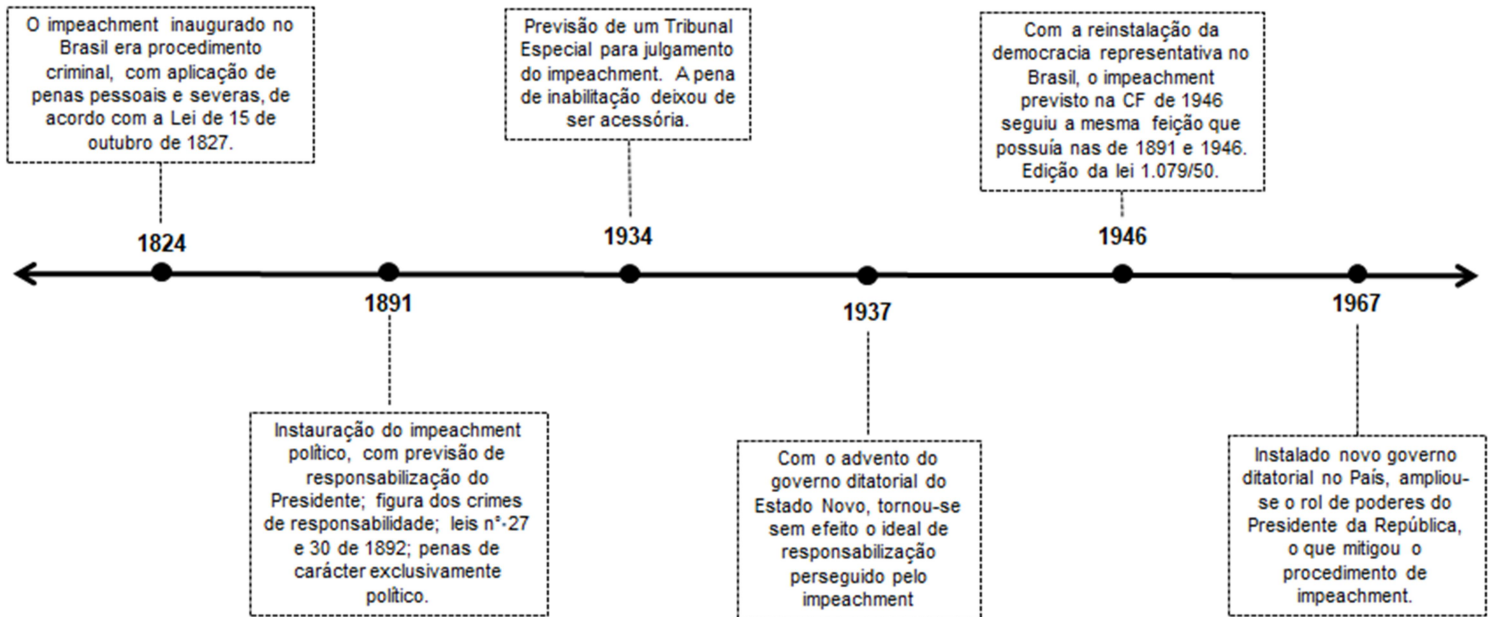 O impeachment inaugurado no
Brasil era procedimento
criminal, com aplicação de
penas pessoais e severas, de
acordo com a Lei de 15 de
outubro de 1827.
1824
Instauração do impeachment
político, com previsão de
responsabilização do
Presidente; figura dos crimes
de responsabilidade; leis n°·27
e 30 de 1892; penas de
carácter exclusivamente
político.
1891
Previsão de um Tribunal
Especial para julgamento
do impeachment. A pena
de inabilitação deixou de
ser acessória.
1934
1937
Com o advento do
governo ditatorial do
Estado Novo, tornou-se
sem efeito o ideal de
responsabilização
perseguido pelo
impeachment
Com a reinstalação da
democracia representativa no
Brasil, o impeachment
previsto na CF de 1946
seguiu a mesma feição que
possuía nas de 1891 e 1946.
Edição da lei 1.079/50.
1946
1967
Instalado novo governo
ditatorial no País, ampliou-
se o rol de poderes do
Presidente da República,
o que mitigou o
procedimento de
impeachment.